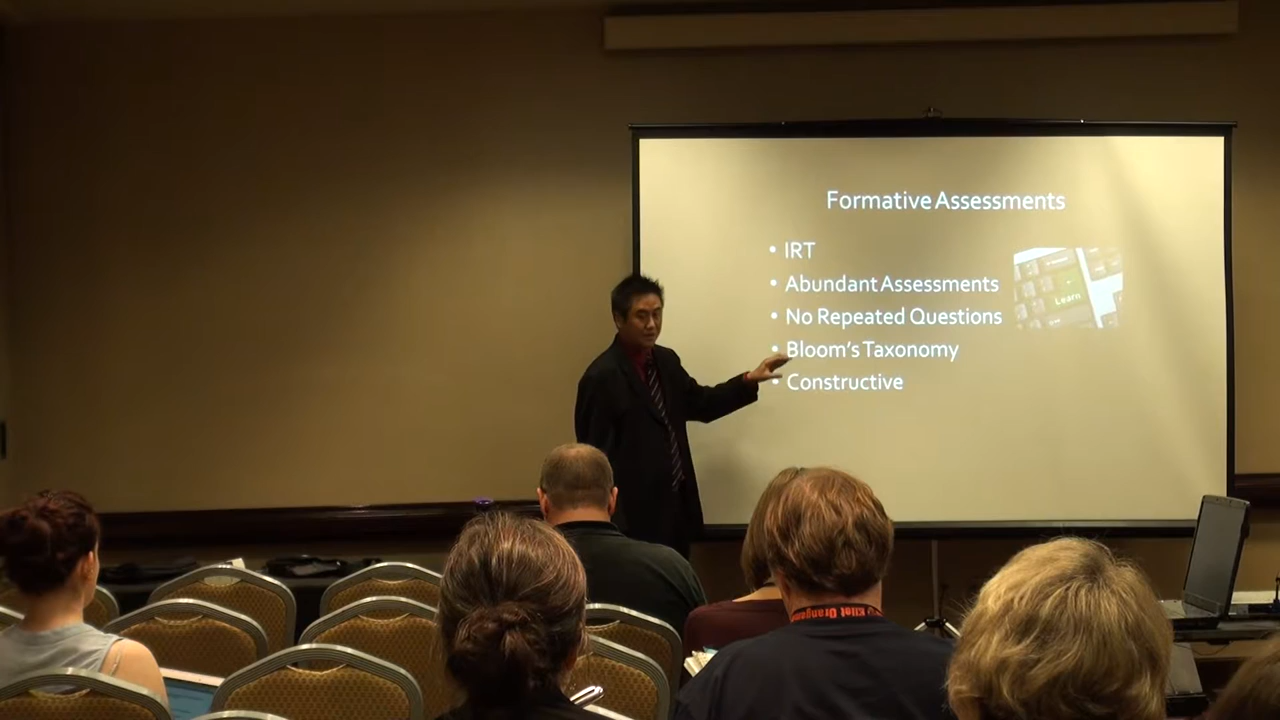 Formative Assessments
• IRT
• Abundant Assessments
• No Repeated Questions
• Bloom's Taxonomy
• Constructive
Learn